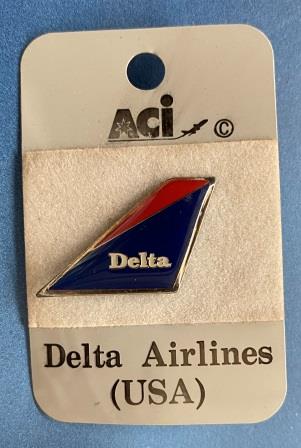 ACi ©
Delta
Delta Airlines
(USA)